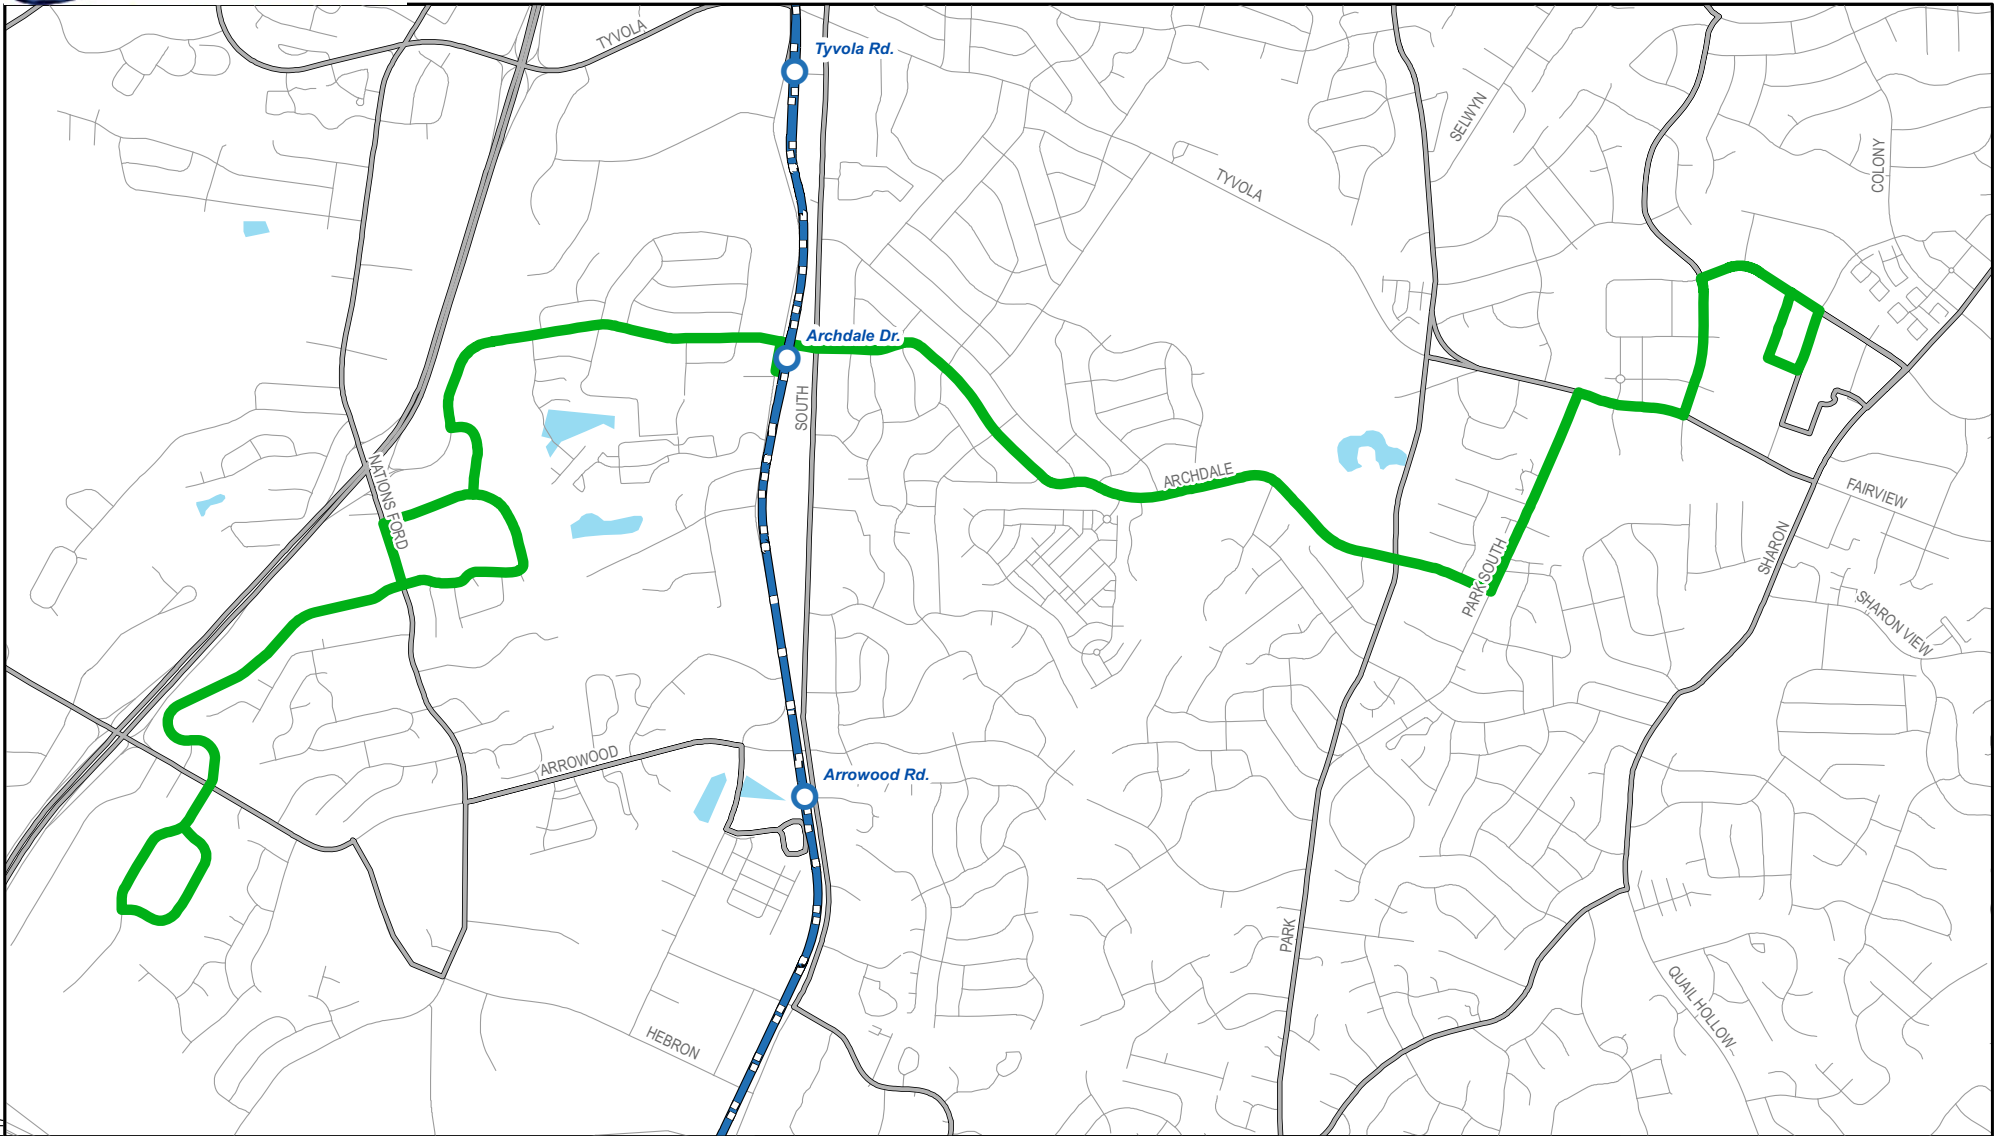 TYVOLA
Tyvola Rd.
SELWYN
COLONY
TYVOLA
Archdale Dr.
SOUTH
NATIONS FORD
ARCHDALE
FAIRVIEW
PARK SOUTH
SHARON
SHARON VIEW
ARROWOOD
Arrowood Rd.
PARK
QUAIL HOLLOW
HEBRON